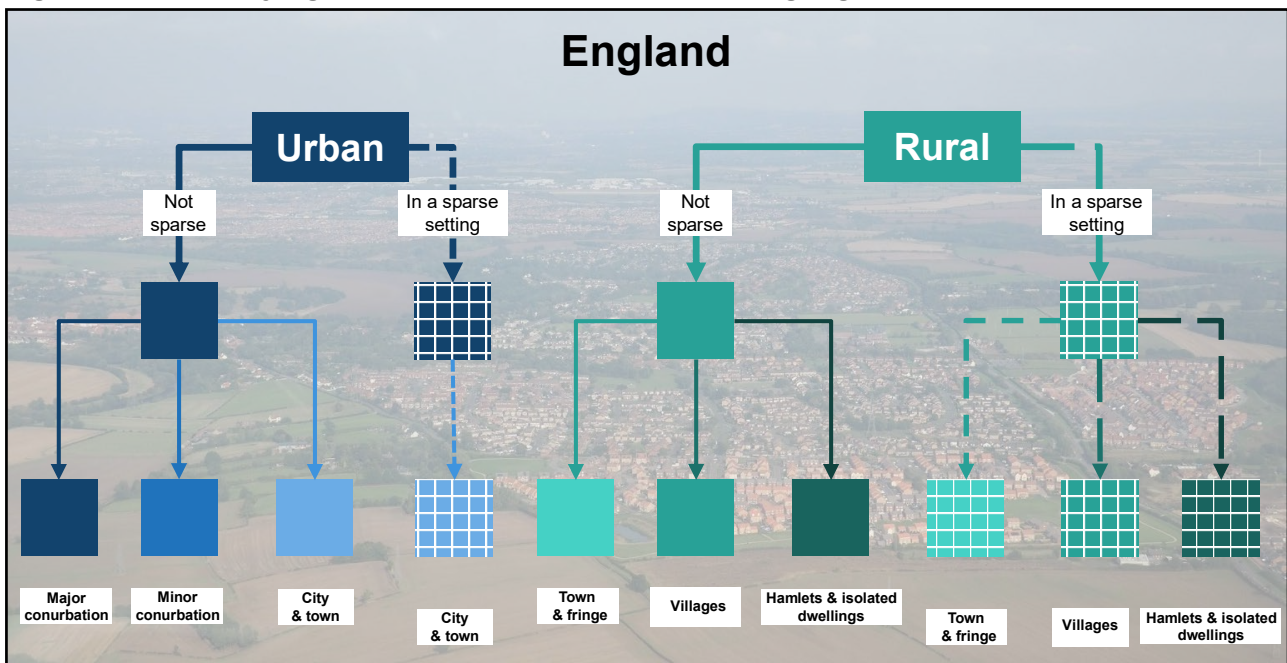 England
Urban
Rural
Not
sparse
In a sparse
setting
Not
sparse
In a sparse
setting
Major
conurbation
Minor
conurbation
City
& town
City
& town
Town
& fringe
Villages
Hamlets & isolated
dwellings
Town
& fringe
Villages
Hamlets & isolated
dwellings